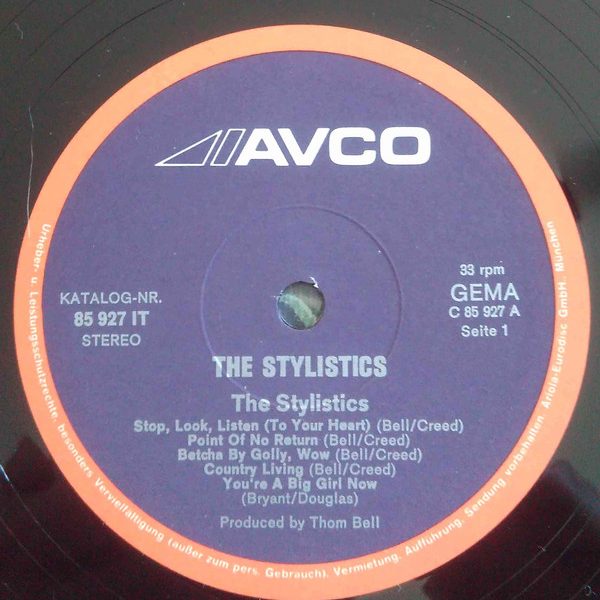 AVCO
KATALOG-NR.
85 927 IT
STEREO
33 rpm
GEMA
C 85 927 A
Seite 1
THE STYLISTICS
The Stylistics
Stop, Look, Listen (To Your Heart) (Bell/Creed)
Point Of No Return (Bell/Creed)
Betcha By Golly, Wow (Bell/Creed)
Country Living (Bell/Creed)
You're A Big Girl Now
(Bryant/Douglas)
Produced by Thom Bell
Urheber- u. Leistungsschutzrechte, besonders Vervielfältigung (außer zum pers. Gebrauch), Vermietung, Aufführung, Sendung vorbehalten. Ariola-Eurodisc GmbH, München